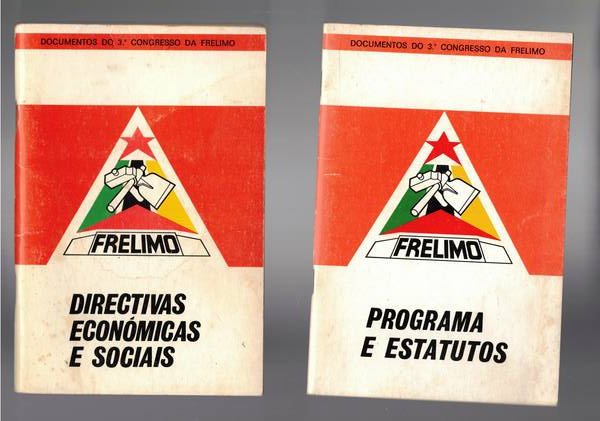 DOCUMENTOS DO 3.º CONGRESSO DA FRELIMO
FRELIMO
DIRECTIVAS
ECONÓMICAS
E SOCIAIS
DOCUMENTOS DO 3.º CONGRESSO DA FRELIMO
FRELIMO
PROGRAMA
E ESTATUTOS